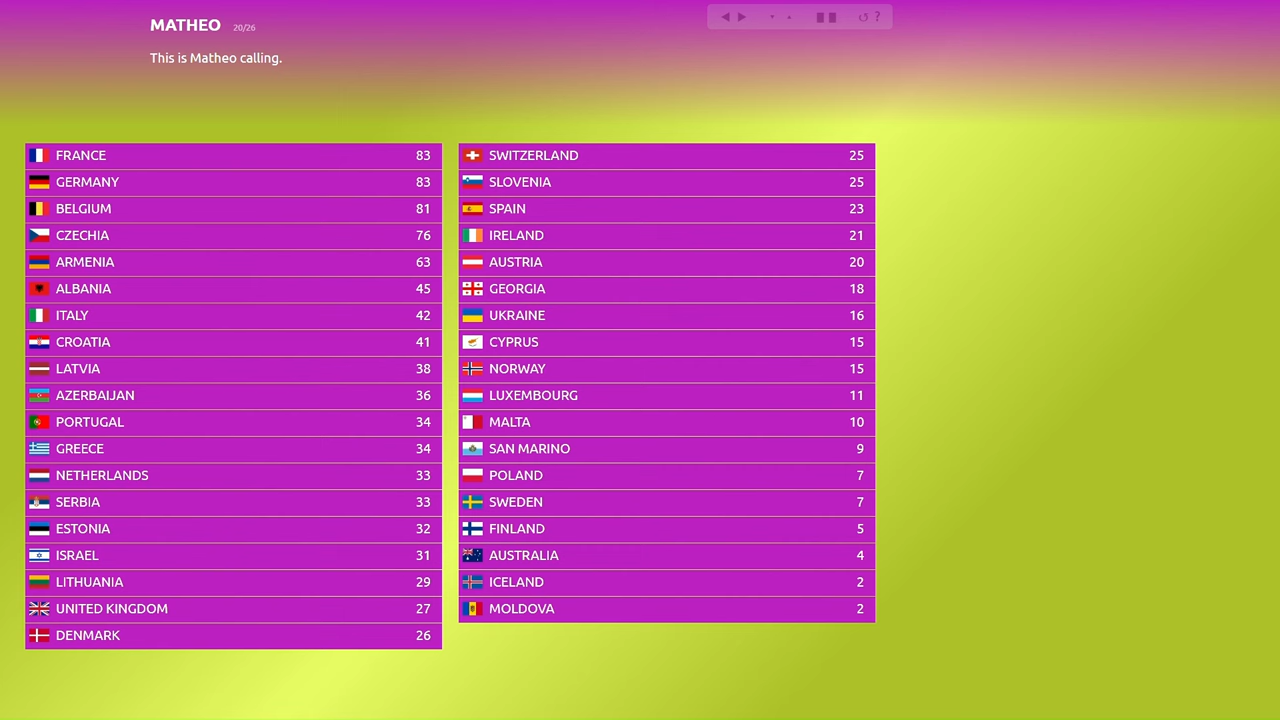 MATHEO 20/26
This is Matheo calling.
FRANCE 83
GERMANY 83
BELGIUM 81
CZECHIA 76
ARMENIA 63
ALBANIA 45
ITALY 42
CROATIA 41
LATVIA 38
AZERBAIJAN 36
PORTUGAL 34
GREECE 34
NETHERLANDS 33
SERBIA 33
ESTONIA 32
ISRAEL 31
LITHUANIA 29
UNITED KINGDOM 27
DENMARK 26
SWITZERLAND 25
SLOVENIA 25
SPAIN 23
IRELAND 21
AUSTRIA 20
GEORGIA 18
UKRAINE 16
CYPRUS 15
NORWAY 15
LUXEMBOURG 11
MALTA 10
SAN MARINO 9
POLAND 7
SWEDEN 7
FINLAND 5
AUSTRALIA 4
ICELAND 2
MOLDOVA 2